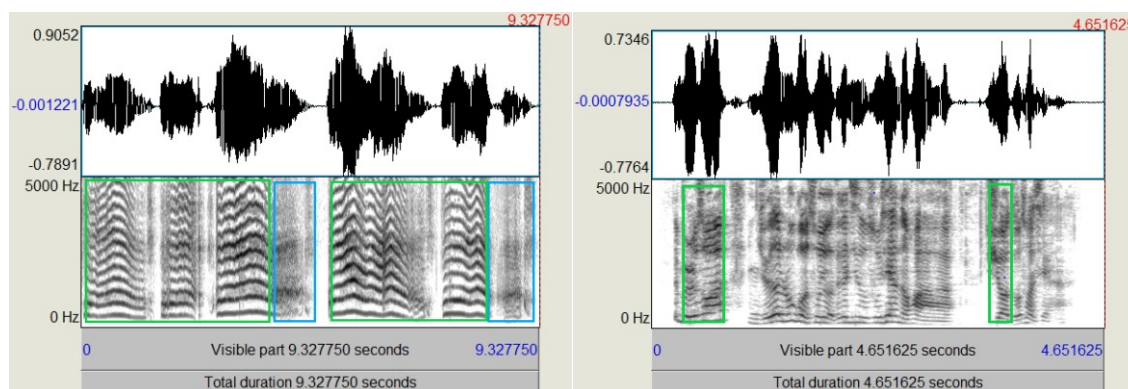 9.327750
0.9052
-0.001221
-0.7891
5000 Hz
0 Hz
0 Visible part 9.327750 seconds 9.327750
Total duration 9.327750 seconds
4.651625
0.7346
-0.0007935
-0.7764
5000 Hz
0 Hz
0 Visible part 4.651625 seconds 4.651625
Total duration 4.651625 seconds